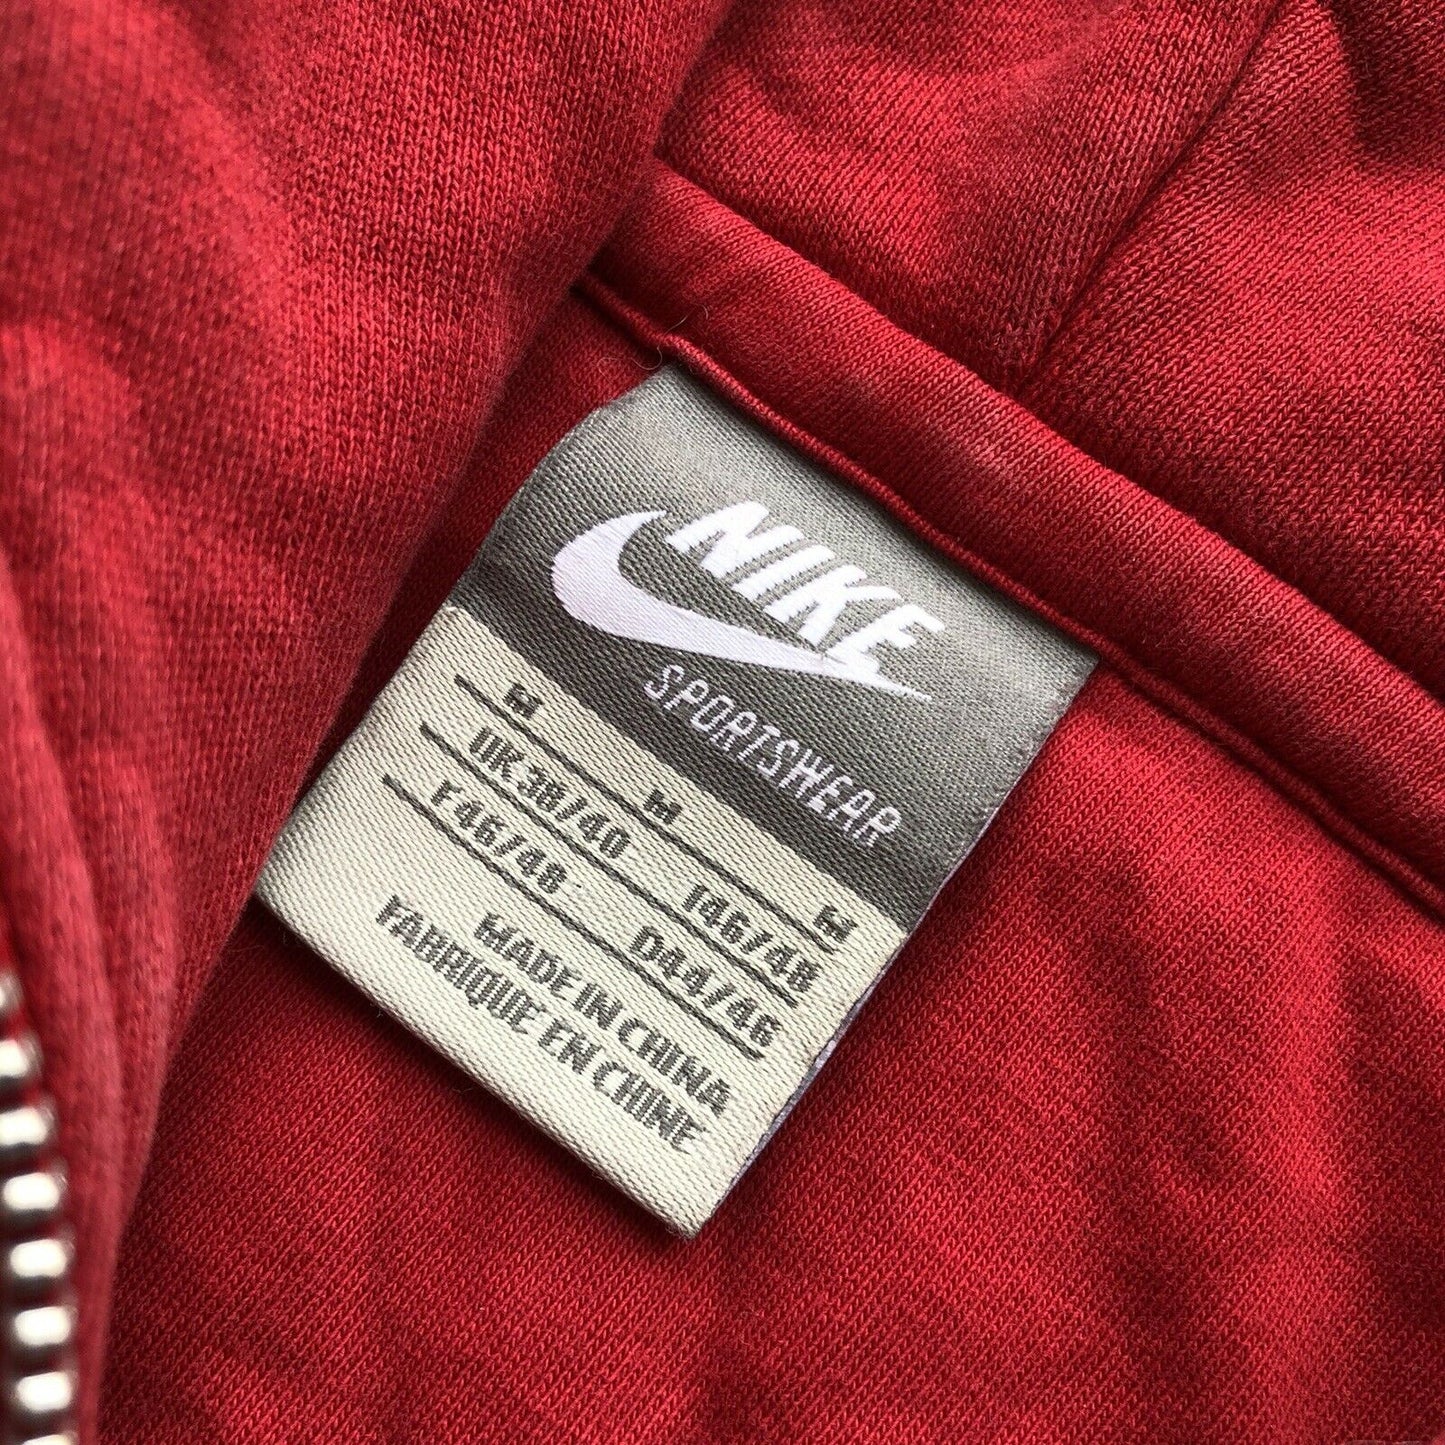 NIKE
SPORTSWEAR
M M M
UK 38/40 I 46/48
F 46/48 D 44/46
MADE IN CHINA
FABRIQUE EN CHINE